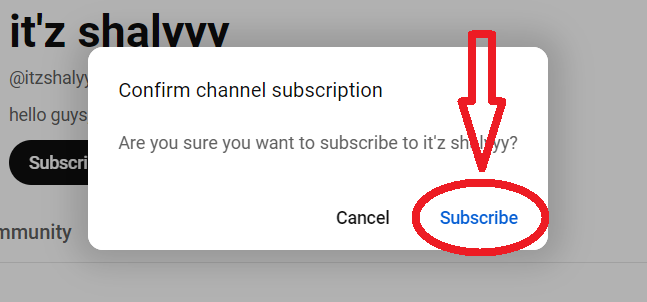 it'z shalyyy
@itzshalyy
hello guys
Subscri
mmunity
Confirm channel subscription
Are you sure you want to subscribe to it'z shalyyy?
Cancel
Subscribe